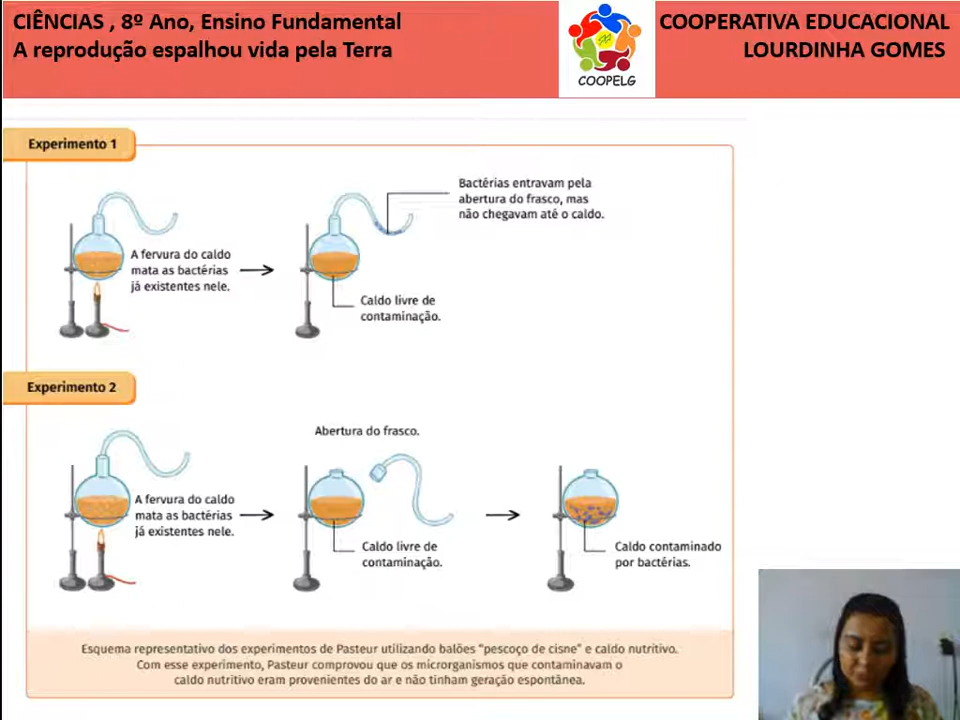 CIÊNCIAS , 8º Ano, Ensino Fundamental
A reprodução espalhou vida pela Terra
COOPELG
COOPERATIVA EDUCACIONAL
LOURDINHA GOMES
Experimento 1
A fervura do caldo
mata as bactérias
já existentes nele.
Bactérias entravam pela
abertura do frasco, mas
não chegavam até o caldo.
Caldo livre de
contaminação.
Experimento 2
A fervura do caldo
mata as bactérias
já existentes nele.
Abertura do frasco.
Caldo livre de
contaminação.
Caldo contaminado
por bactérias.
Esquema representativo dos experimentos de Pasteur utilizando balões "pescoço de cisne" e caldo nutritivo.
Com esse experimento, Pasteur comprovou que os microrganismos que contaminavam o
caldo nutritivo eram provenientes do ar e não tinham geração espontânea.